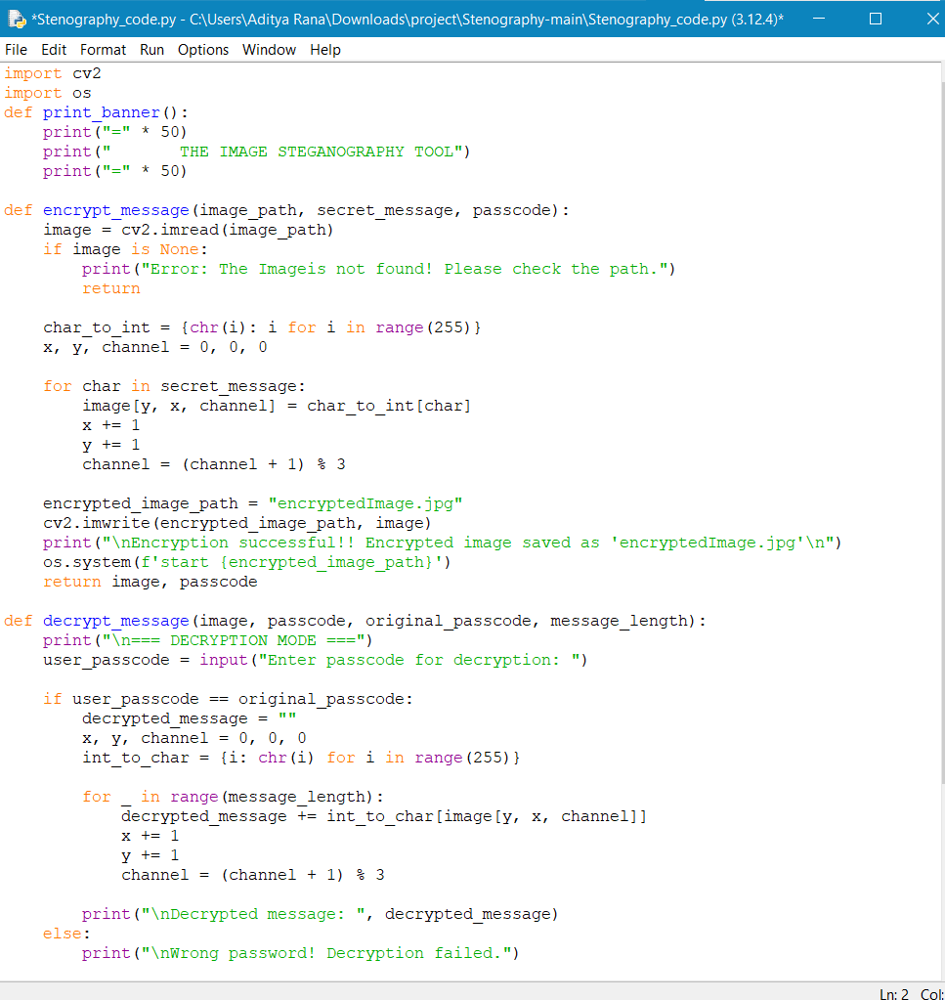 *Stenography_code.py - C:\Users\Aditya Rana\Downloads\project\Stenography-main\Stenography_code.py (3.12.4)*
File Edit Format Run Options Window Help
import cv2
import os
def print_banner():
    print("=" * 50)
    print("       THE IMAGE STEGANOGRAPHY TOOL")
    print("=" * 50)

def encrypt_message(image_path, secret_message, passcode):
    image = cv2.imread(image_path)
    if image is None:
        print("Error: The Imageis not found! Please check the path.")
        return

    char_to_int = {chr(i): i for i in range(255)}
    x, y, channel = 0, 0, 0

    for char in secret_message:
        image[y, x, channel] = char_to_int[char]
        x += 1
        y += 1
        channel = (channel + 1) % 3

    encrypted_image_path = "encryptedImage.jpg"
    cv2.imwrite(encrypted_image_path, image)
    print("\nEncryption successful!! Encrypted image saved as 'encryptedImage.jpg'\n")
    os.system(f'start {encrypted_image_path}')
    return image, passcode

def decrypt_message(image, passcode, original_passcode, message_length):
    print("\n=== DECRYPTION MODE ===")
    user_passcode = input("Enter passcode for decryption: ")

    if user_passcode == original_passcode:
        decrypted_message = ""
        x, y, channel = 0, 0, 0
        int_to_char = {i: chr(i) for i in range(255)}

        for _ in range(message_length):
            decrypted_message += int_to_char[image[y, x, channel]]
            x += 1
            y += 1
            channel = (channel + 1) % 3

        print("\nDecrypted message: ", decrypted_message)
    else:
        print("\nWrong password! Decryption failed.")
Ln: 2 Col: